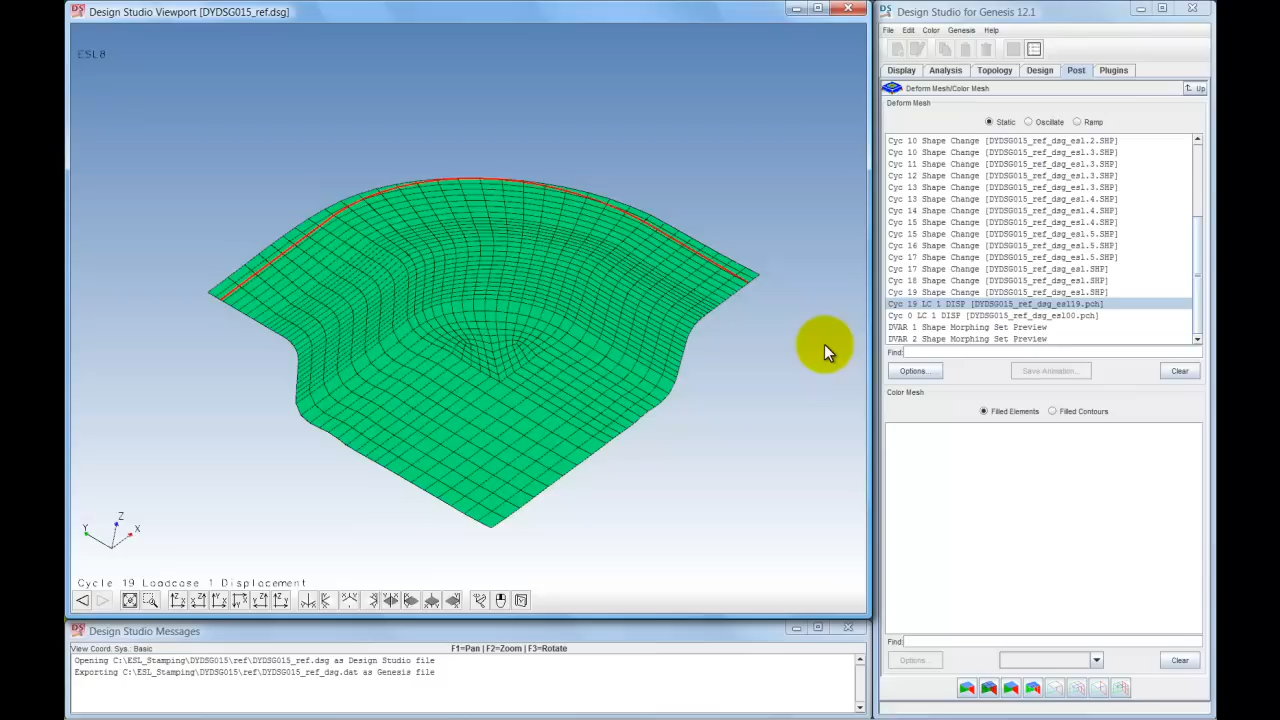 Design Studio Viewport [DYDSG015_ref.dsg]
ESL8
Z
Y
X
Cycle 19 Loadcase 1 Displacement
Design Studio Messages
View Coord. Sys.: Basic
F1=Pan | F2=Zoom | F3=Rotate
Opening C:\ESL_Stamping\DYDSG015\ref\DYDSG015_ref.dsg as Design Studio file
Exporting C:\ESL_Stamping\DYDSG015\ref\DYDSG015_ref_dsg.dat as Genesis file
Design Studio for Genesis 12.1
File Edit Color Genesis Help
Display Analysis Topology Design Post Plugins
Deform Mesh/Color Mesh
Up
Deform Mesh
Static Oscillate Ramp
Cyc 10 Shape Change [DYDSG015_ref_dsg_esl.2.SHP]
Cyc 10 Shape Change [DYDSG015_ref_dsg_esl.3.SHP]
Cyc 11 Shape Change [DYDSG015_ref_dsg_esl.3.SHP]
Cyc 12 Shape Change [DYDSG015_ref_dsg_esl.3.SHP]
Cyc 13 Shape Change [DYDSG015_ref_dsg_esl.4.SHP]
Cyc 14 Shape Change [DYDSG015_ref_dsg_esl.4.SHP]
Cyc 15 Shape Change [DYDSG015_ref_dsg_esl.4.SHP]
Cyc 15 Shape Change [DYDSG015_ref_dsg_esl.5.SHP]
Cyc 16 Shape Change [DYDSG015_ref_dsg_esl.5.SHP]
Cyc 17 Shape Change [DYDSG015_ref_dsg_esl.5.SHP]
Cyc 17 Shape Change [DYDSG015_ref_dsg_esl.SHP]
Cyc 18 Shape Change [DYDSG015_ref_dsg_esl.SHP]
Cyc 19 Shape Change [DYDSG015_ref_dsg_esl.SHP]
Cyc 19 LC 1 DISP [DYDSG015_ref_dsg_esl19.pch]
Cyc 0 LC 1 DISP [DYDSG015_ref_dsg_esl00.pch]
DVAR 1 Shape Morphing Set Preview
DVAR 2 Shape Morphing Set Preview
Find:
Options... Save Animation... Clear
Color Mesh
Filled Elements Filled Contours
Find:
Options... Clear